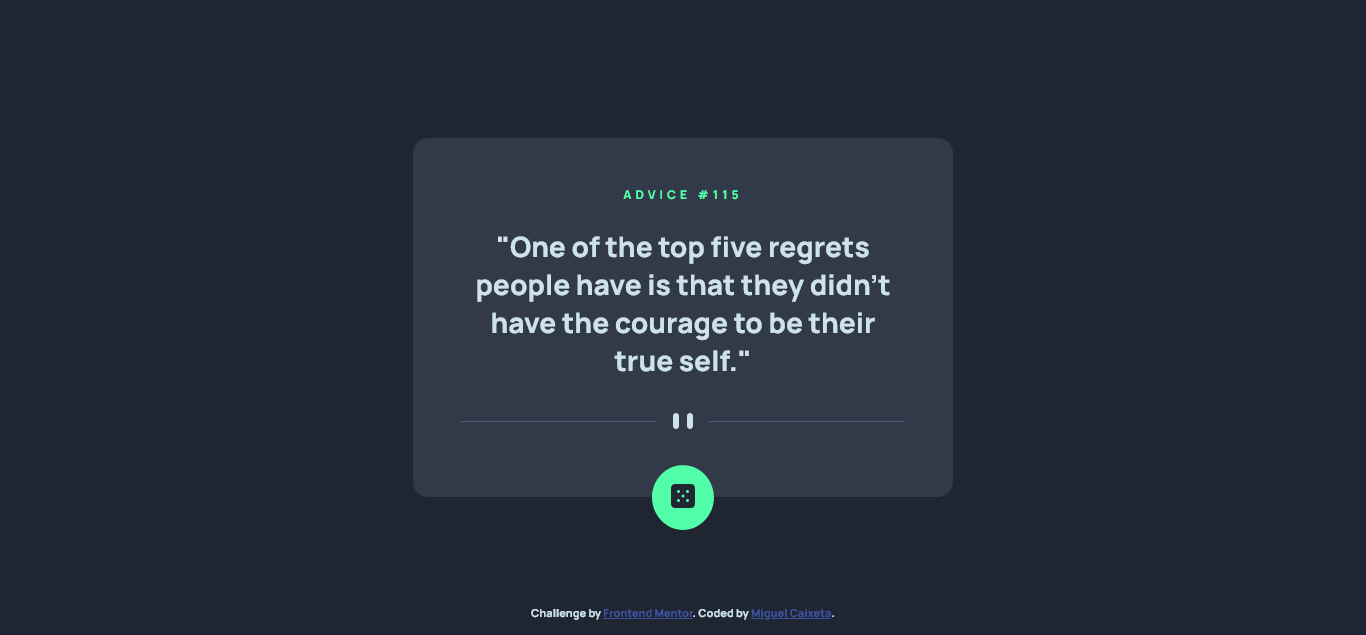 ADVICE #115
"One of the top five regrets
people have is that they didn't
have the courage to be their
true self."
Challenge by Frontend Mentor. Coded by Miguel Caixeta.